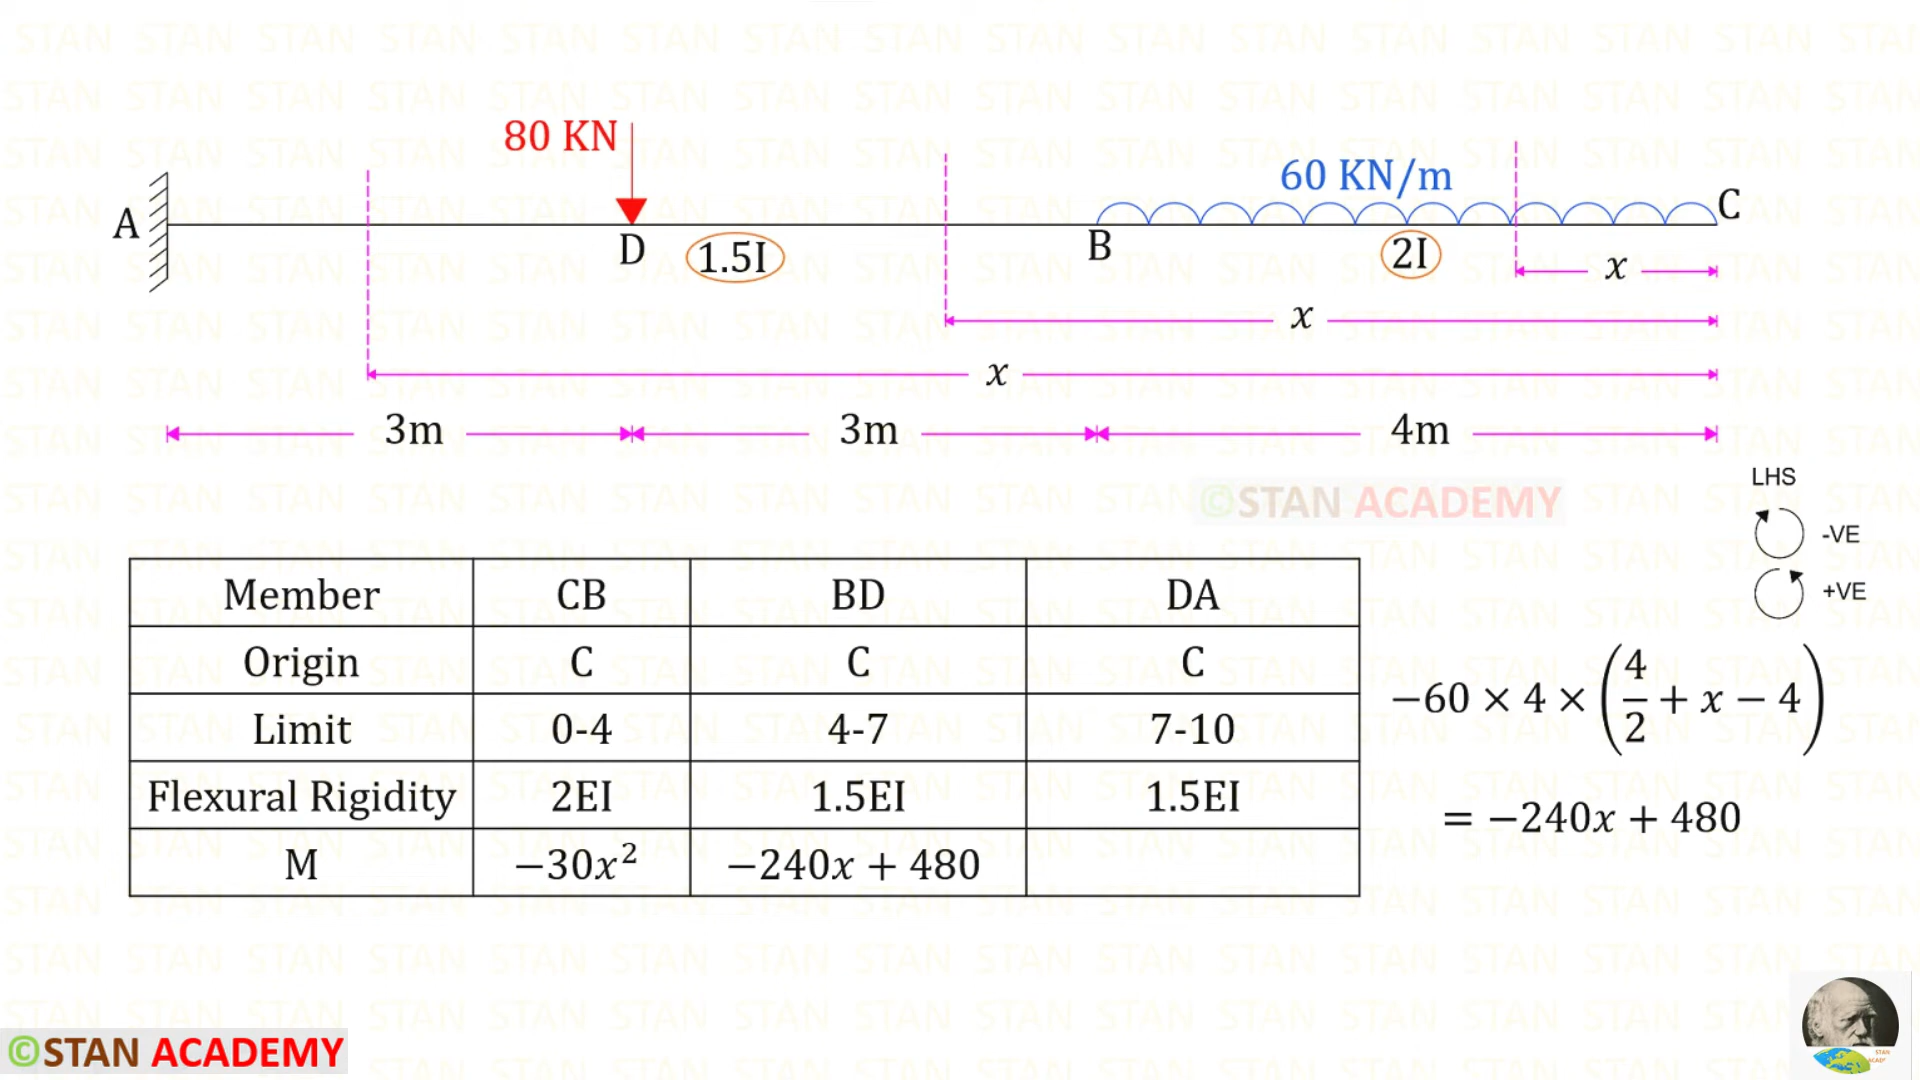 80 KN
60 KN/m
A
D
1.5I
B
2I
C
x
x
x
3m
3m
4m
LHS
-VE
+VE
©STAN ACADEMY
Member CB BD DA
Origin C C C
Limit 0-4 4-7 7-10
Flexural Rigidity 2EI 1.5EI 1.5EI
M −30x² −240x + 480
−60 × 4 × (4/2 + x − 4)
= −240x + 480
©STAN ACADEMY